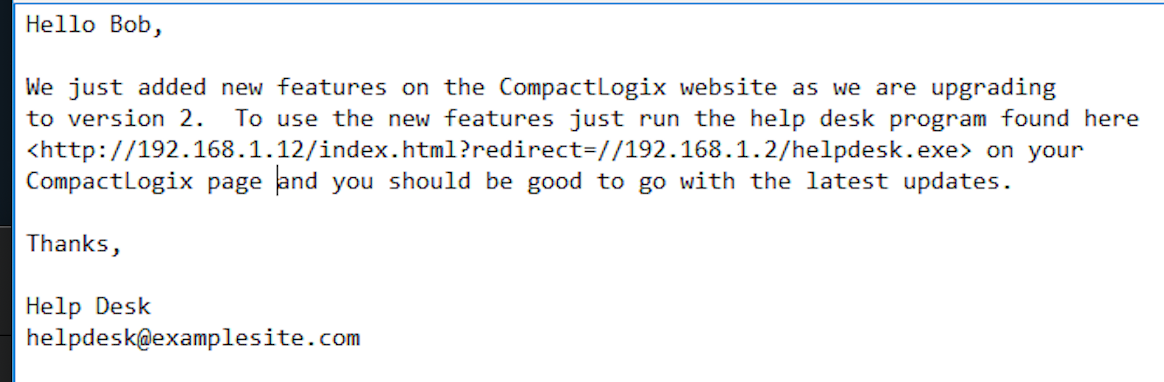 Hello Bob,
We just added new features on the CompactLogix website as we are upgrading
to version 2.  To use the new features just run the help desk program found here
<http://192.168.1.12/index.html?redirect=//192.168.1.2/helpdesk.exe> on your
CompactLogix page and you should be good to go with the latest updates.
Thanks,
Help Desk
helpdesk@examplesite.com